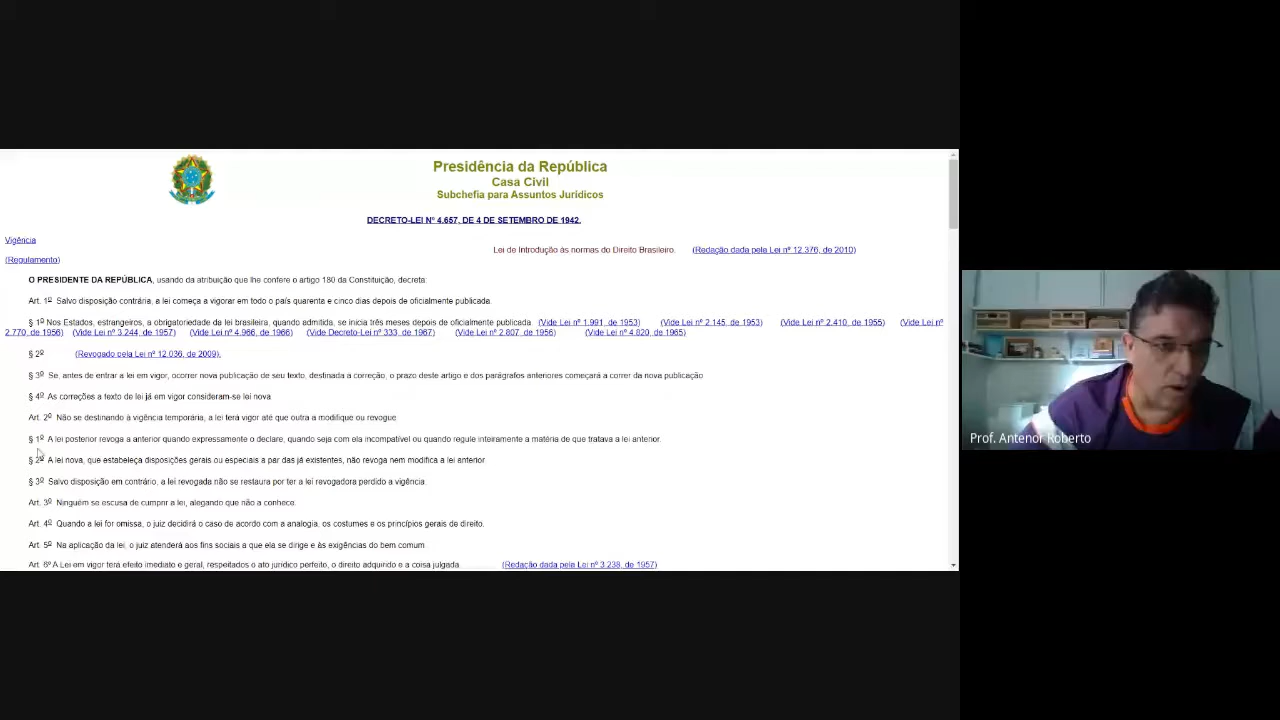 Presidência da República
Casa Civil
Subchefia para Assuntos Jurídicos
DECRETO-LEI Nº 4.657, DE 4 DE SETEMBRO DE 1942.
Vigência
Lei de Introdução às normas do Direito Brasileiro. (Redação dada pela Lei nº 12.376, de 2010)
(Regulamento)
O PRESIDENTE DA REPÚBLICA, usando da atribuição que lhe confere o artigo 180 da Constituição, decreta:
Art. 1º Salvo disposição contrária, a lei começa a vigorar em todo o país quarenta e cinco dias depois de oficialmente publicada.
§ 1º Nos Estados, estrangeiros, a obrigatoriedade da lei brasileira, quando admitida, se inicia três meses depois de oficialmente publicada (Vide Lei nº 1.991, de 1953) (Vide Lei nº 2.145, de 1953) (Vide Lei nº 2.410, de 1955) (Vide Lei nº
2.770, de 1956) (Vide Lei nº 3.244, de 1957) (Vide Lei nº 4.966, de 1966) (Vide Decreto-Lei nº 333, de 1967) (Vide Lei nº 2.807, de 1956) (Vide Lei nº 4.820, de 1965)
§ 2º (Revogado pela Lei nº 12.036, de 2009).
§ 3º Se, antes de entrar a lei em vigor, ocorrer nova publicação de seu texto, destinada a correção, o prazo deste artigo e dos parágrafos anteriores começará a correr da nova publicação
§ 4º As correções a texto de lei já em vigor consideram-se lei nova
Art. 2º Não se destinando à vigência temporária, a lei terá vigor até que outra a modifique ou revogue
§ 1º A lei posterior revoga a anterior quando expressamente o declare, quando seja com ela incompatível ou quando regule inteiramente a matéria de que tratava a lei anterior.
§ 2º A lei nova, que estabeleça disposições gerais ou especiais a par das já existentes, não revoga nem modifica a lei anterior
§ 3º Salvo disposição em contrário, a lei revogada não se restaura por ter a lei revogadora perdido a vigência.
Art. 3º Ninguém se escusa de cumprir a lei, alegando que não a conhece.
Art. 4º Quando a lei for omissa, o juiz decidirá o caso de acordo com a analogia, os costumes e os princípios gerais de direito.
Art. 5º Na aplicação da lei, o juiz atenderá aos fins sociais a que ela se dirige e às exigências do bem comum
Art. 6º A Lei em vigor terá efeito imediato e geral, respeitados o ato jurídico perfeito, o direito adquirido e a coisa julgada (Redação dada pela Lei nº 3.238, de 1957)
Prof. Antenor Roberto